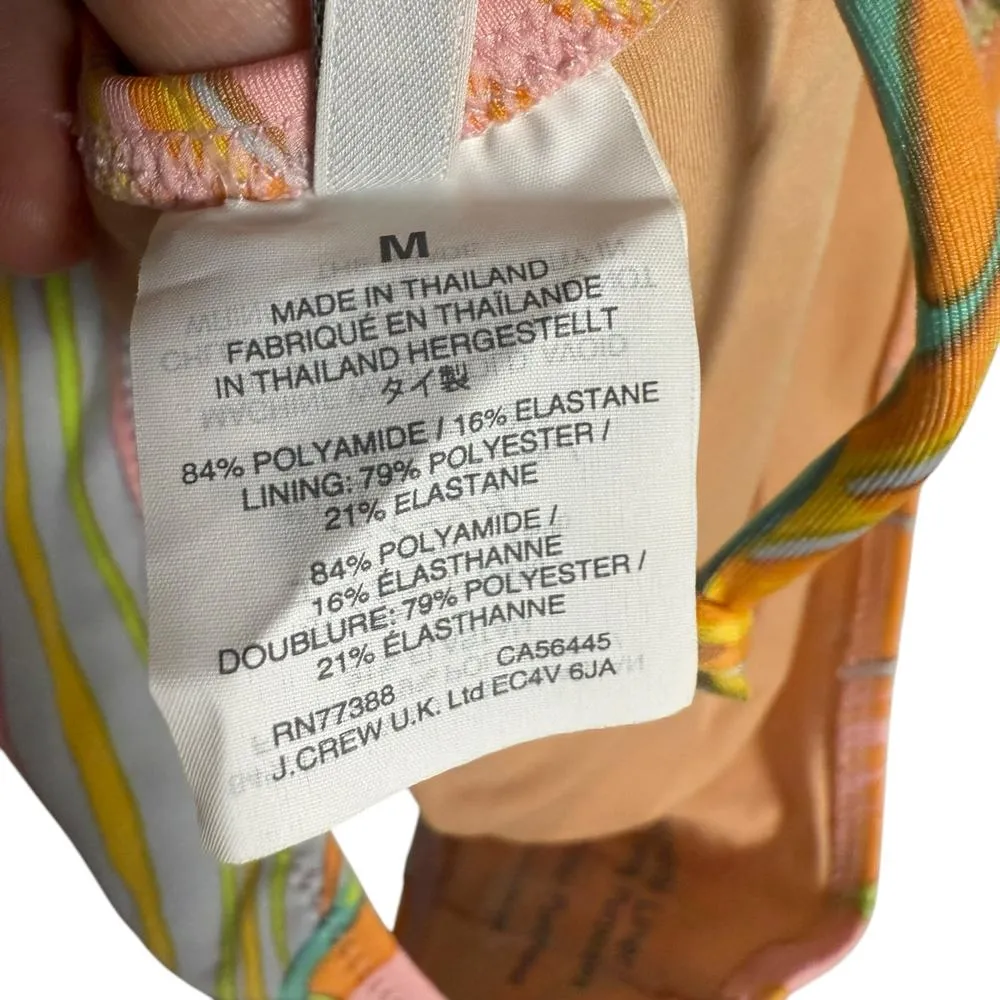 M
MADE IN THAILAND
FABRIQUÉ EN THAÏLANDE
IN THAILAND HERGESTELLT
タイ製
84% POLYAMIDE / 16% ELASTANE
LINING: 79% POLYESTER /
21% ELASTANE
84% POLYAMIDE /
16% ÉLASTHANNE
DOUBLURE: 79% POLYESTER /
21% ÉLASTHANNE
RN77388 CA56445
J.CREW U.K. Ltd EC4V 6JA